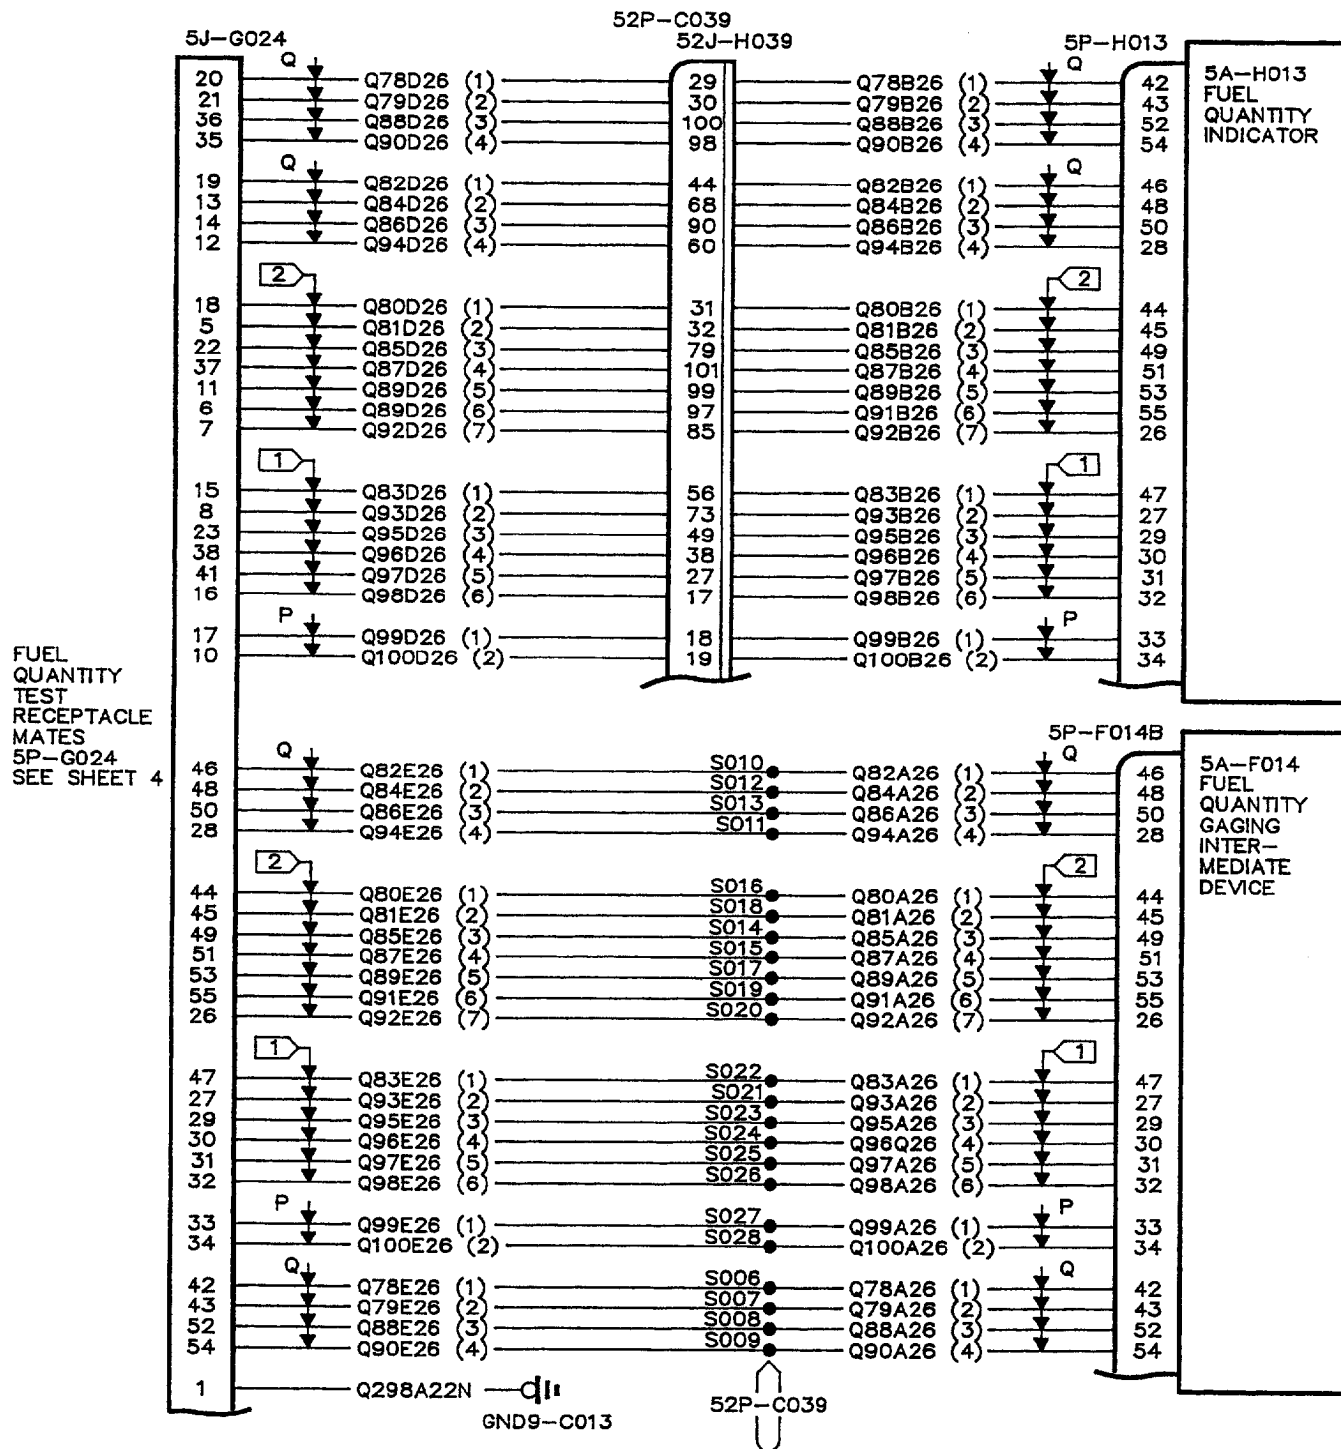 52P-C039
5J-G024 52J-H039 5P-H013
5A-H013
FUEL
QUANTITY
INDICATOR
Q Q
20 Q78D26 (1) 29 Q78B26 (1) 42
21 Q79D26 (2) 30 Q79B26 (2) 43
36 Q88D26 (3) 100 Q88B26 (3) 52
35 Q90D26 (4) 98 Q90B26 (4) 54
Q Q
19 Q82D26 (1) 44 Q82B26 (1) 46
13 Q84D26 (2) 68 Q84B26 (2) 48
14 Q86D26 (3) 90 Q86B26 (3) 50
12 Q94D26 (4) 60 Q94B26 (4) 28
2 2
18 Q80D26 (1) 31 Q80B26 (1) 44
5 Q81D26 (2) 32 Q81B26 (2) 45
22 Q85D26 (3) 79 Q85B26 (3) 49
37 Q87D26 (4) 101 Q87B26 (4) 51
11 Q89D26 (5) 99 Q89B26 (5) 53
6 Q89D26 (6) 97 Q91B26 (6) 55
7 Q92D26 (7) 85 Q92B26 (7) 26
1 1
15 Q83D26 (1) 56 Q83B26 (1) 47
8 Q93D26 (2) 73 Q93B26 (2) 27
23 Q95D26 (3) 49 Q95B26 (3) 29
38 Q96D26 (4) 38 Q96B26 (4) 30
41 Q97D26 (5) 27 Q97B26 (5) 31
16 Q98D26 (6) 17 Q98B26 (6) 32
P P
17 Q99D26 (1) 18 Q99B26 (1) 33
10 Q100D26 (2) 19 Q100B26 (2) 34
FUEL
QUANTITY
TEST
RECEPTACLE
MATES
5P-G024
SEE SHEET 4
5P-F014B
5A-F014
FUEL
QUANTITY
GAGING
INTER-
MEDIATE
DEVICE
Q Q
46 Q82E26 (1) S010 Q82A26 (1) 46
48 Q84E26 (2) S012 Q84A26 (2) 48
50 Q86E26 (3) S013 Q86A26 (3) 50
28 Q94E26 (4) S011 Q94A26 (4) 28
2 2
44 Q80E26 (1) S016 Q80A26 (1) 44
45 Q81E26 (2) S018 Q81A26 (2) 45
49 Q85E26 (3) S014 Q85A26 (3) 49
51 Q87E26 (4) S015 Q87A26 (4) 51
53 Q89E26 (5) S017 Q89A26 (5) 53
55 Q91E26 (6) S019 Q91A26 (6) 55
26 Q92E26 (7) S020 Q92A26 (7) 26
1 1
47 Q83E26 (1) S022 Q83A26 (1) 47
27 Q93E26 (2) S021 Q93A26 (2) 27
29 Q95E26 (3) S023 Q95A26 (3) 29
30 Q96E26 (4) S024 Q96Q26 (4) 30
31 Q97E26 (5) S025 Q97A26 (5) 31
32 Q98E26 (6) S026 Q98A26 (6) 32
P P
33 Q99E26 (1) S027 Q99A26 (1) 33
34 Q100E26 (2) S028 Q100A26 (2) 34
Q Q
42 Q78E26 (1) S006 Q78A26 (1) 42
43 Q79E26 (2) S007 Q79A26 (2) 43
52 Q88E26 (3) S008 Q88A26 (3) 52
54 Q90E26 (4) S009 Q90A26 (4) 54
1 Q298A22N
GND9-C013 52P-C039